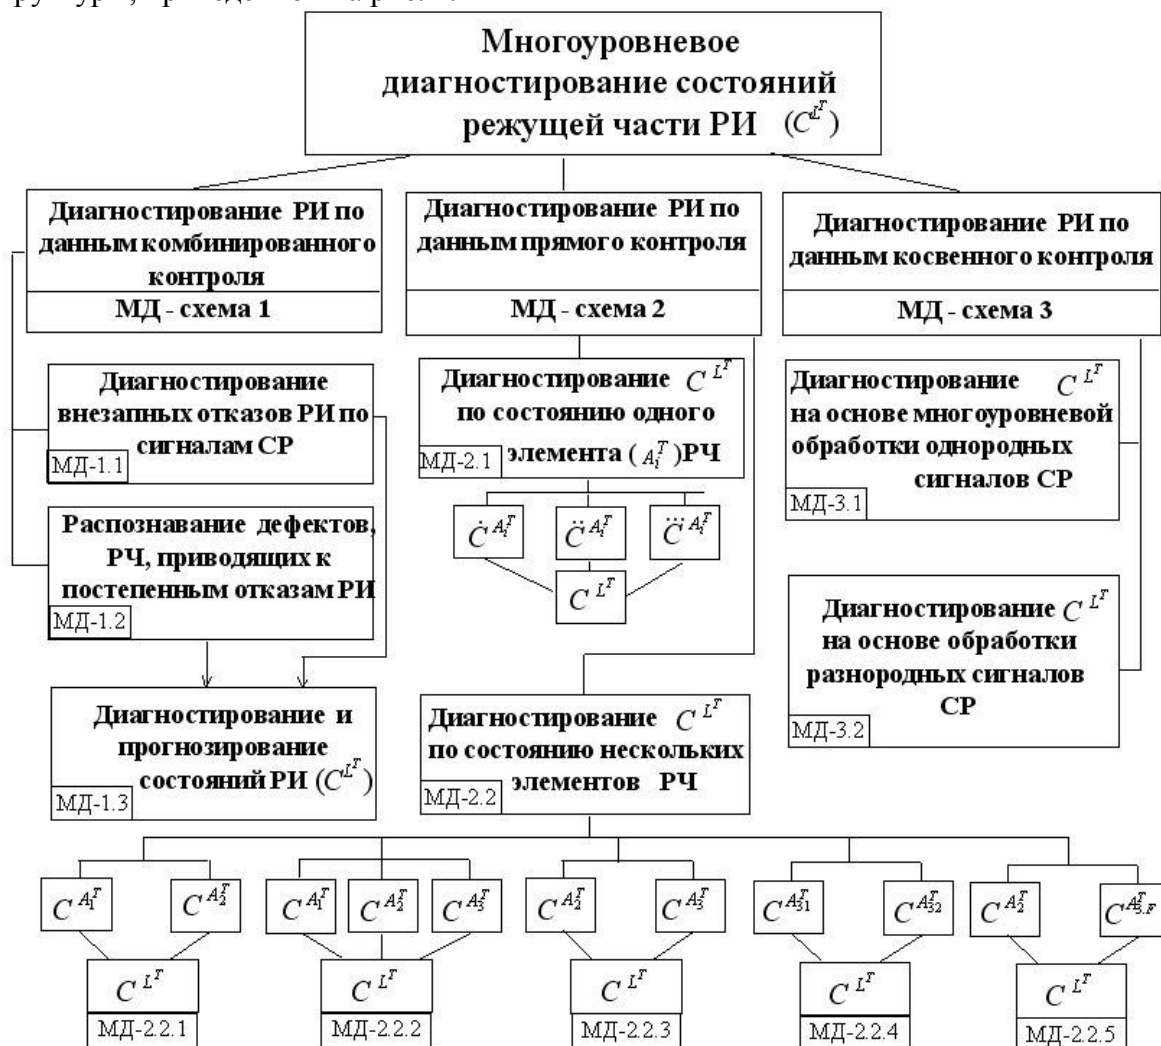 Многоуровневое
диагностирование состояний
режущей части РИ (C^{L^T})
Диагностирование РИ по
данным комбинированного
контроля
МД - схема 1
Диагностирование РИ по
данным прямого контроля
МД - схема 2
Диагностирование РИ по
данным косвенного контроля
МД - схема 3
Диагностирование
внезапных отказов РИ по
сигналам СР
МД-1.1
Распознавание дефектов,
РЧ, приводящих к
постепенным отказам РИ
МД-1.2
Диагностирование и
прогнозирование
состояний РИ (C^{L^T})
МД-1.3
Диагностирование C^{L^T}
по состоянию одного
элемента (A_i^T) РЧ
МД-2.1
Ċ^{A_i^T}
C̈^{A_i^T}
C⃛^{A_i^T}
C^{L^T}
Диагностирование C^{L^T}
по состоянию нескольких
элементов РЧ
МД-2.2
Диагностирование C^{L^T}
на основе многоуровневой
обработки однородных
сигналов СР
МД-3.1
Диагностирование C^{L^T}
на основе обработки
разнородных сигналов
СР
МД-3.2
C^{A_1^T}
C^{A_2^T}
C^{L^T}
МД-2.2.1
C^{A_1^T}
C^{A_2^T}
C^{A_3^T}
C^{L^T}
МД-2.2.2
C^{A_2^T}
C^{A_3^T}
C^{L^T}
МД-2.2.3
C^{A_{31}^T}
C^{A_{32}^T}
C^{L^T}
МД-2.2.4
C^{A_2^T}
C^{A_{3.F}^T}
C^{L^T}
МД-2.2.5